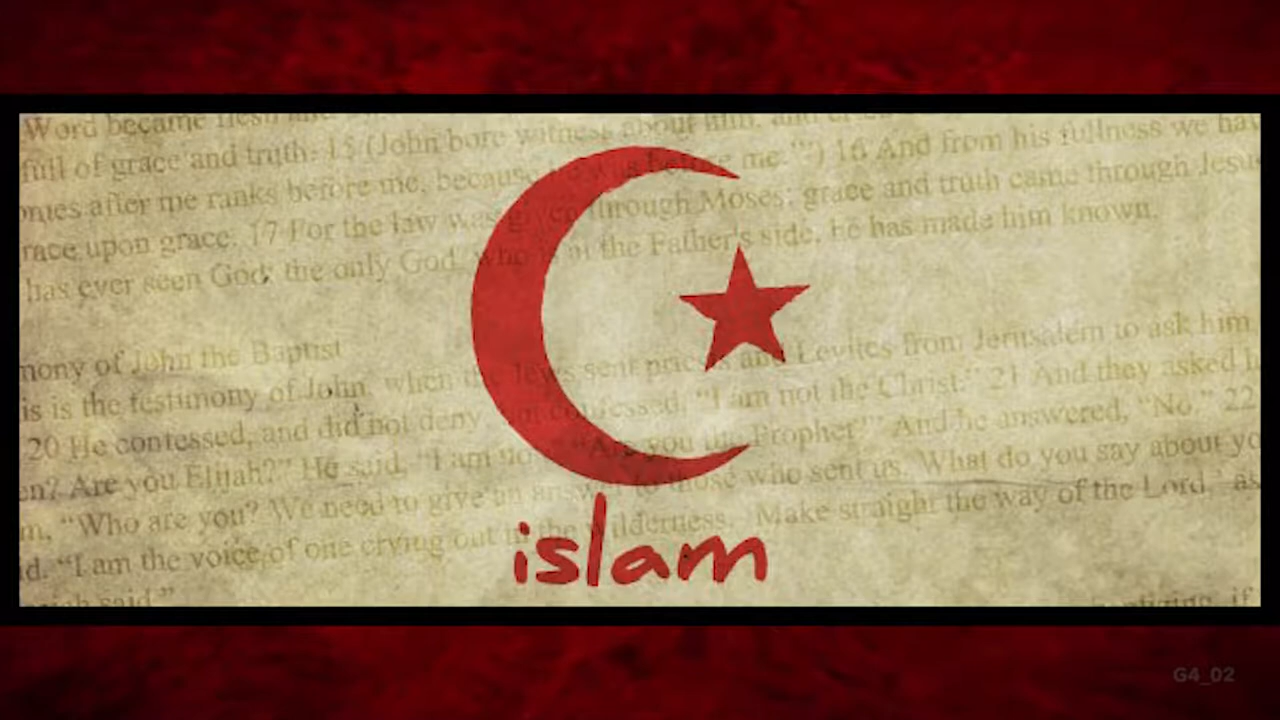 Word became flesh and
full of grace and truth. 15 (John bore witness about him, and
ranks before me, because he was before me.'") 16 And from his fullness we hav
race upon grace. 17 For the law was given through Moses; grace and truth came through Jesus
has ever seen God; the only God, who is at the Father's side, he has made him known.
mony of John the Baptist
is is the testimony of John, when the Jews sent priests and Levites from Jerusalem to ask him,
20 He confessed, and did not deny, but confessed, "I am not the Christ." 21 And they asked h
en? Are you Elijah?" He said, "I am not." "Are you the Prophet?" And he answered, "No." 22
m, "Who are you? We need to give an answer to those who sent us. What do you say about yo
id, "I am the voice of one crying out in the wilderness, 'Make straight the way of the Lord,' as
said."
islam
G4_02